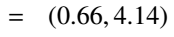 = (0.66, 4.14)